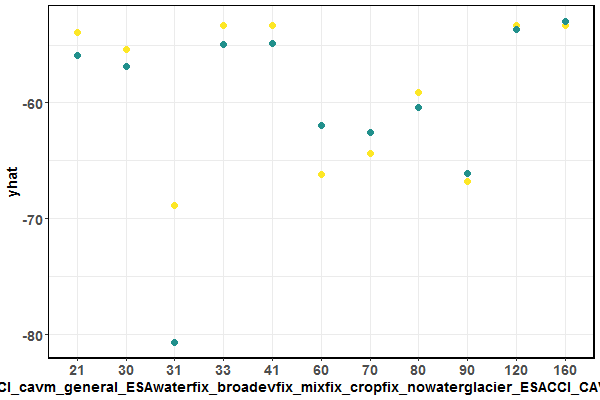 -60
-70
-80
yhat
21 30 31 33 41 60 70 80 90 120 160
CI_cavm_general_ESAwaterfix_broadevfix_mixfix_cropfix_nowaterglacier_ESACCI_CAV